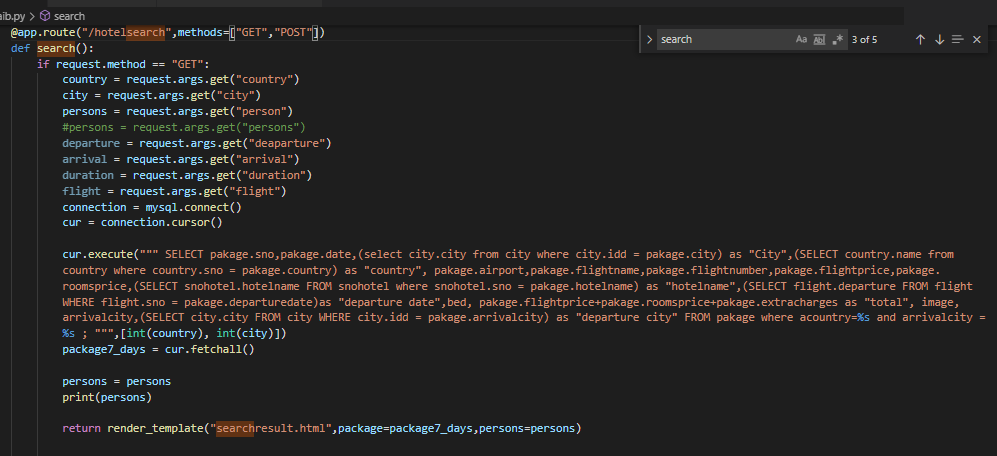 aib.py > search
@app.route("/hotelsearch",methods=["GET","POST"])
search Aa ab .* 3 of 5
def search():
if request.method == "GET":
country = request.args.get("country")
city = request.args.get("city")
persons = request.args.get("person")
#persons = request.args.get("persons")
departure = request.args.get("deaparture")
arrival = request.args.get("arrival")
duration = request.args.get("duration")
flight = request.args.get("flight")
connection = mysql.connect()
cur = connection.cursor()
cur.execute(""" SELECT pakage.sno,pakage.date,(select city.city from city where city.idd = pakage.city) as "City",(SELECT country.name from
country where country.sno = pakage.country) as "country", pakage.airport,pakage.flightname,pakage.flightnumber,pakage.flightprice,pakage.
roomsprice,(SELECT snohotel.hotelname FROM snohotel where snohotel.sno = pakage.hotelname) as "hotelname",(SELECT flight.departure FROM flight
WHERE flight.sno = pakage.departuredate)as "departure date",bed, pakage.flightprice+pakage.roomsprice+pakage.extracharges as "total", image,
arrivalcity,(SELECT city.city FROM city WHERE city.idd = pakage.arrivalcity) as "departure city" FROM pakage where acountry=%s and arrivalcity =
%s ; """,[int(country), int(city)])
package7_days = cur.fetchall()
persons = persons
print(persons)
return render_template("searchresult.html",package=package7_days,persons=persons)